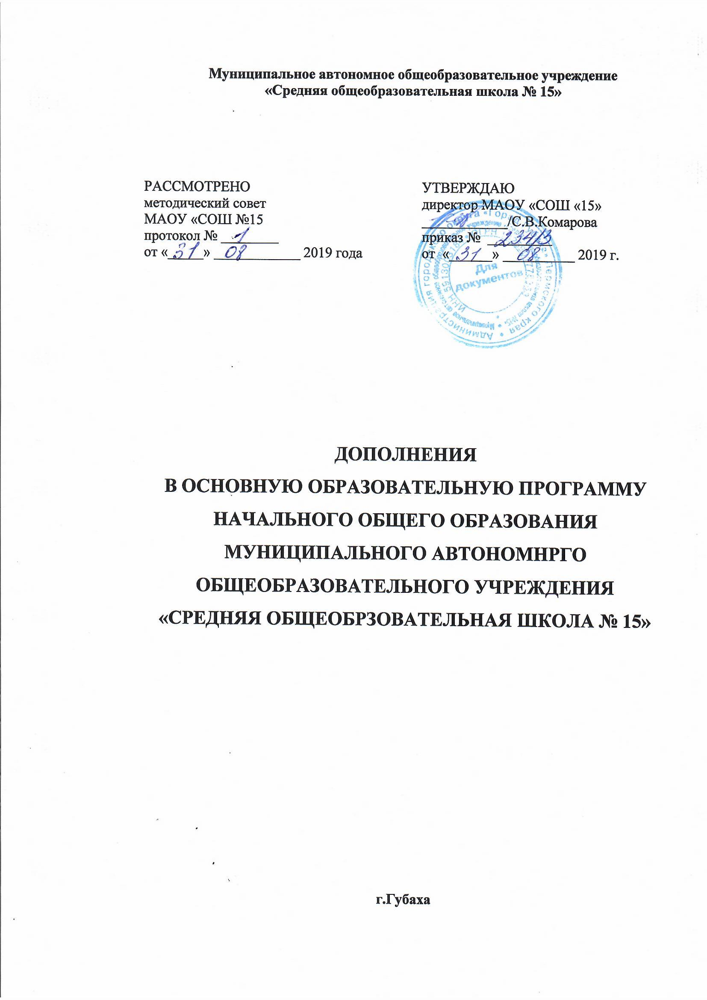 Муниципальное автономное общеобразовательное учреждение
«Средняя общеобразовательная школа № 15»
РАССМОТРЕНО
методический совет
МАОУ «СОШ №15
протокол № 1
от «31» 08 2019 года
УТВЕРЖДАЮ
директор МАОУ «СОШ «15»
/С.В.Комарова
приказ № 234/3
от «31» 08 2019 г.
Для
документов
ДОПОЛНЕНИЯ
В ОСНОВНУЮ ОБРАЗОВАТЕЛЬНУЮ ПРОГРАММУ
НАЧАЛЬНОГО ОБЩЕГО ОБРАЗОВАНИЯ
МУНИЦИПАЛЬНОГО АВТОНОМНРГО
ОБЩЕОБРАЗОВАТЕЛЬНОГО УЧРЕЖДЕНИЯ
«СРЕДНЯЯ ОБЩЕОБРЗОВАТЕЛЬНАЯ ШКОЛА № 15»
г.Губаха